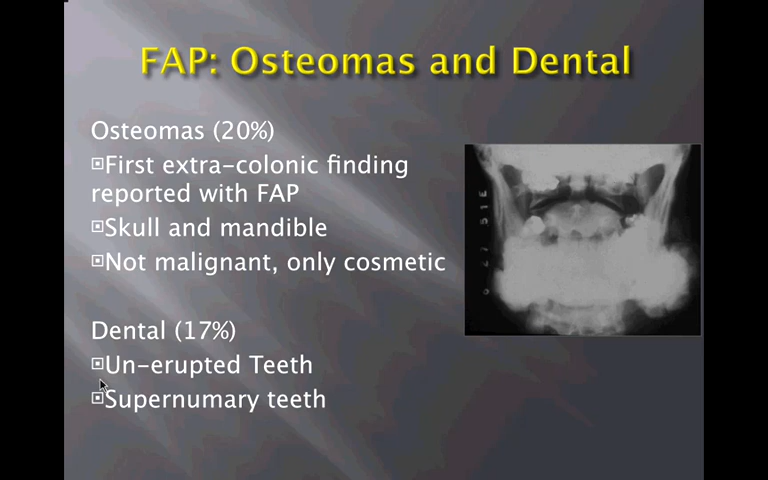 FAP: Osteomas and Dental
Osteomas (20%)
First extra-colonic finding
reported with FAP
Skull and mandible
Not malignant, only cosmetic
Dental (17%)
Un-erupted Teeth
Supernumary teeth